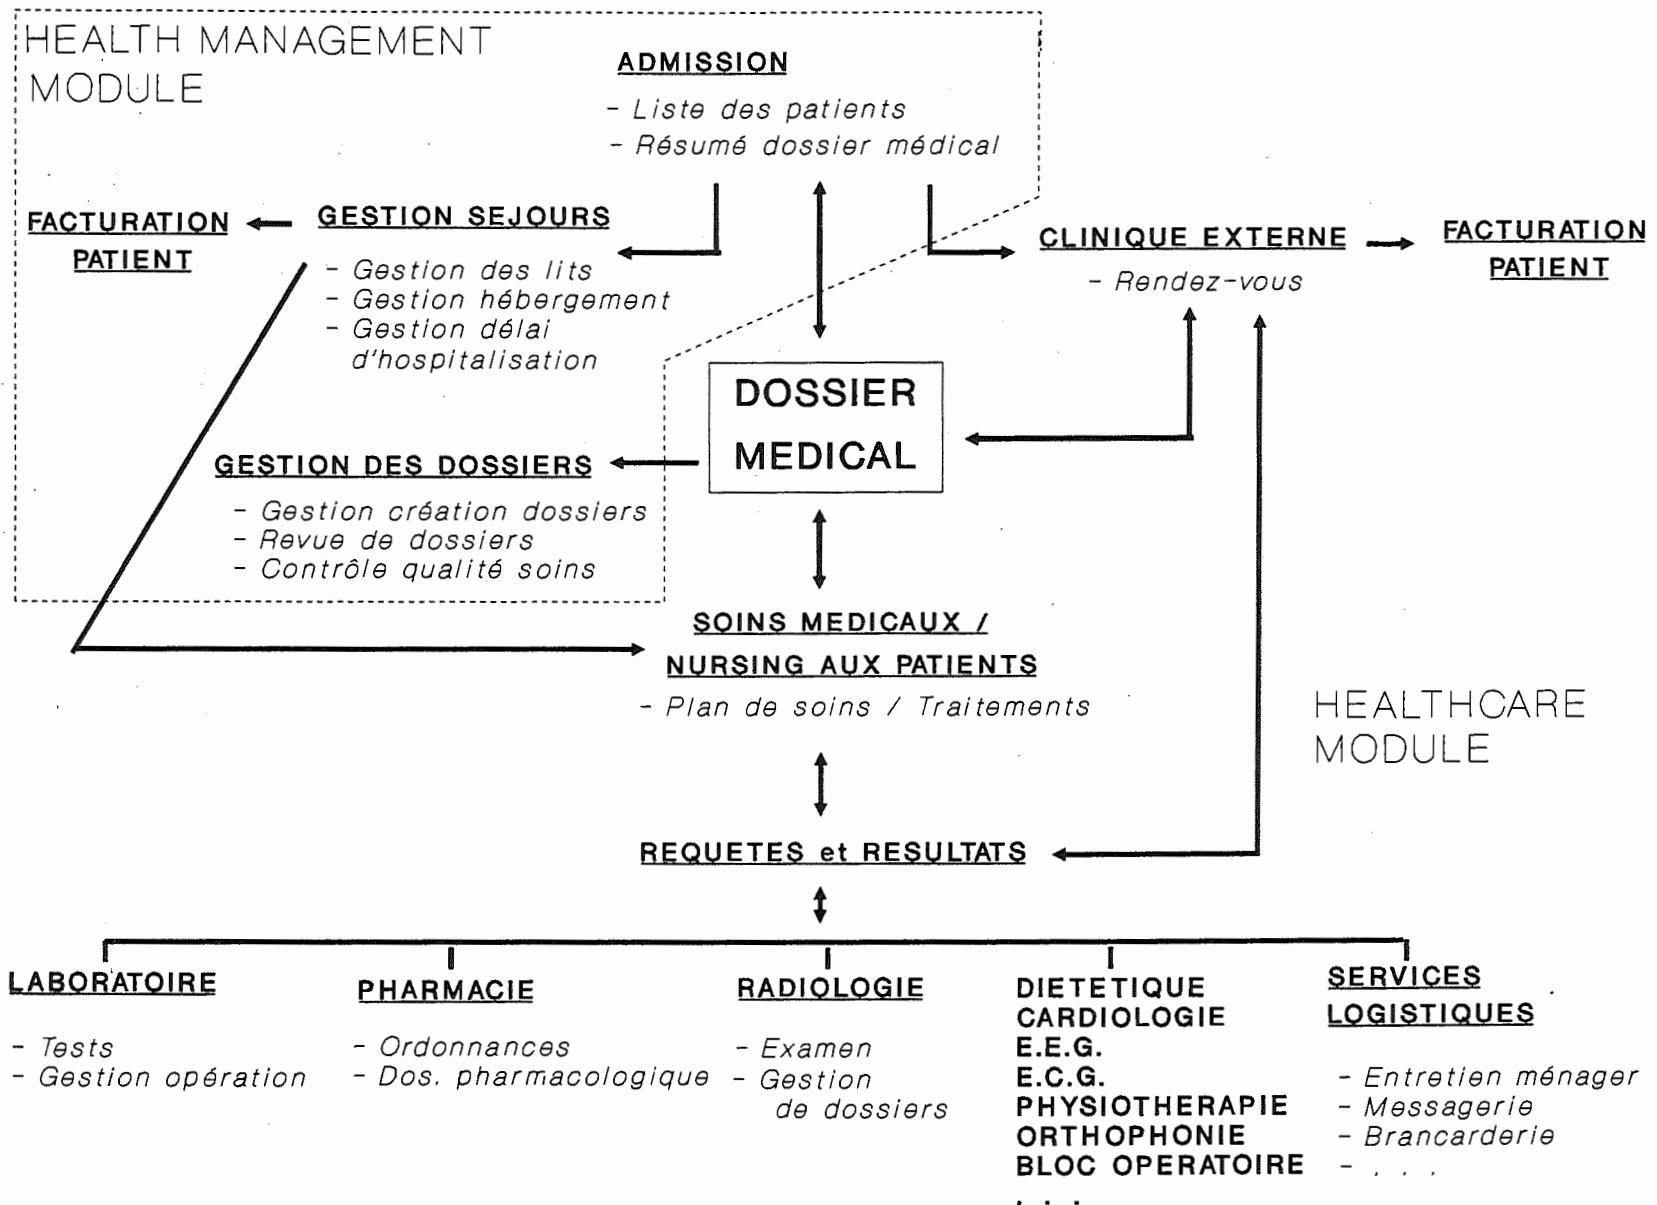 HEALTH MANAGEMENT
MODULE
ADMISSION
- Liste des patients
- Résumé dossier médical
FACTURATION
PATIENT
GESTION SEJOURS
- Gestion des lits
- Gestion hébergement
- Gestion délai
d'hospitalisation
CLINIQUE EXTERNE
- Rendez-vous
FACTURATION
PATIENT
DOSSIER
MEDICAL
GESTION DES DOSSIERS
- Gestion création dossiers
- Revue de dossiers
- Contrôle qualité soins
SOINS MEDICAUX /
NURSING AUX PATIENTS
- Plan de soins / Traitements
HEALTHCARE
MODULE
REQUETES et RESULTATS
LABORATOIRE
- Tests
- Gestion opération
PHARMACIE
- Ordonnances
- Dos. pharmacologique
RADIOLOGIE
- Examen
- Gestion
de dossiers
DIETETIQUE
CARDIOLOGIE
E.E.G.
E.C.G.
PHYSIOTHERAPIE
ORTHOPHONIE
BLOC OPERATOIRE
. . .
SERVICES
LOGISTIQUES
- Entretien ménager
- Messagerie
- Brancarderie
- . . .